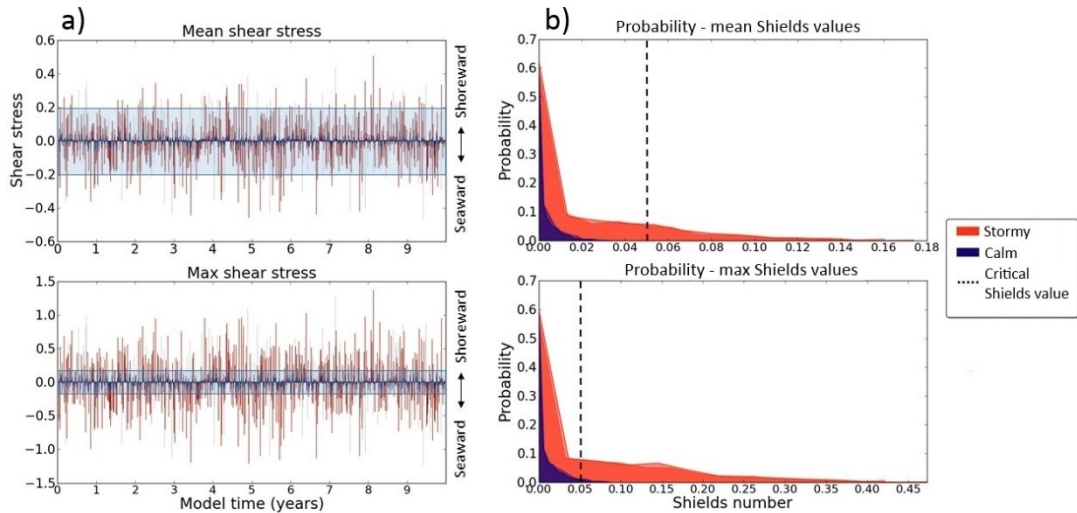 a)
Mean shear stress
0.6
0.4
0.2
0.0
−0.2
−0.4
−0.6
Shear stress
Seaward
Shoreward
0 1 2 3 4 5 6 7 8 9
Max shear stress
1.5
1.0
0.5
0.0
−0.5
−1.0
−1.5
Seaward
Shoreward
0 1 2 3 4 5 6 7 8 9
Model time (years)
b)
Probability - mean Shields values
0.7
0.6
0.5
0.4
0.3
0.2
0.1
0.0
Probability
0.00 0.02 0.04 0.06 0.08 0.10 0.12 0.14 0.16 0.18
Probability - max Shields values
0.7
0.6
0.5
0.4
0.3
0.2
0.1
0.0
Probability
0.00 0.05 0.10 0.15 0.20 0.25 0.30 0.35 0.40 0.45
Shields number
Stormy
Calm
Critical
Shields value